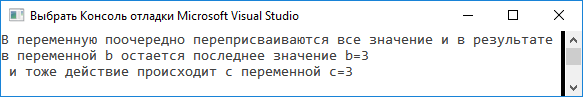 Выбрать Консоль отладки Microsoft Visual Studio
В переменную поочередно переприсваиваются все значение и в результате
в переменной b остается последнее значение b=3
и тоже действие происходит с переменной c=3